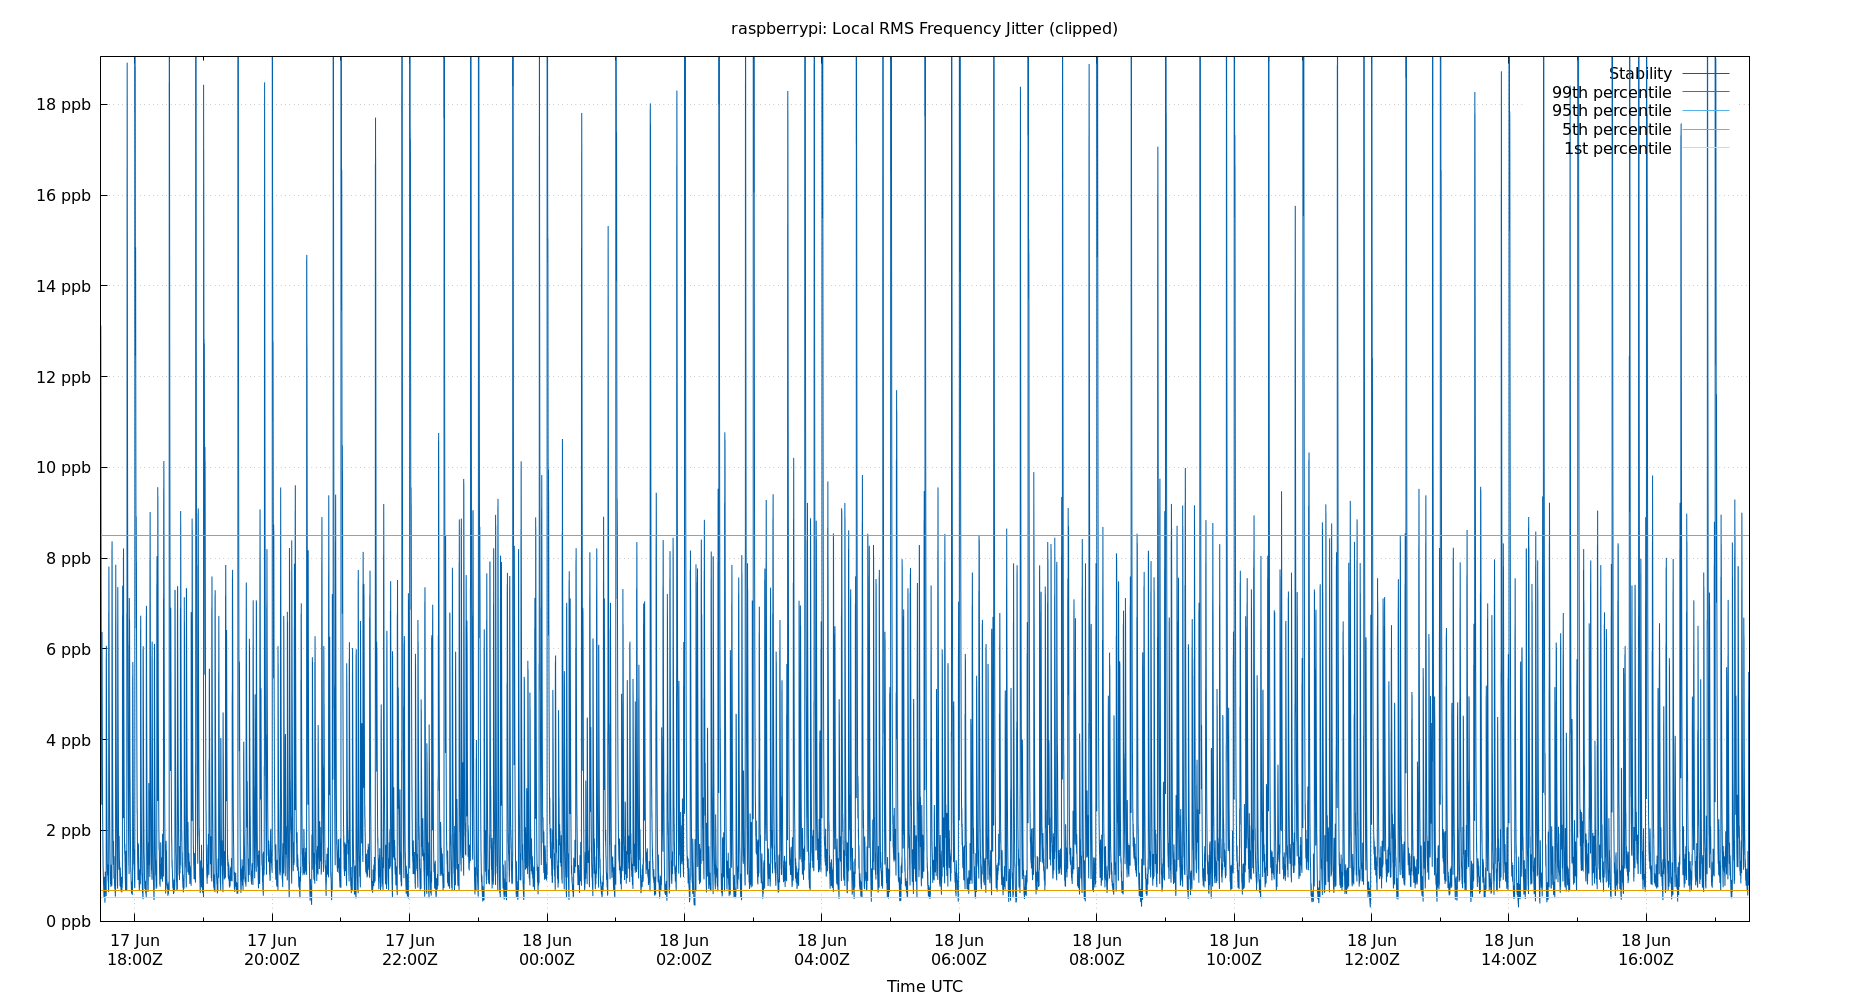 raspberrypi: Local RMS Frequency Jitter (clipped)
Stability
99th percentile
95th percentile
5th percentile
1st percentile
18 ppb
16 ppb
14 ppb
12 ppb
10 ppb
8 ppb
6 ppb
4 ppb
2 ppb
0 ppb
17 Jun 17 Jun 17 Jun 18 Jun 18 Jun 18 Jun 18 Jun 18 Jun 18 Jun 18 Jun 18 Jun 18 Jun
18:00Z 20:00Z 22:00Z 00:00Z 02:00Z 04:00Z 06:00Z 08:00Z 10:00Z 12:00Z 14:00Z 16:00Z
Time UTC